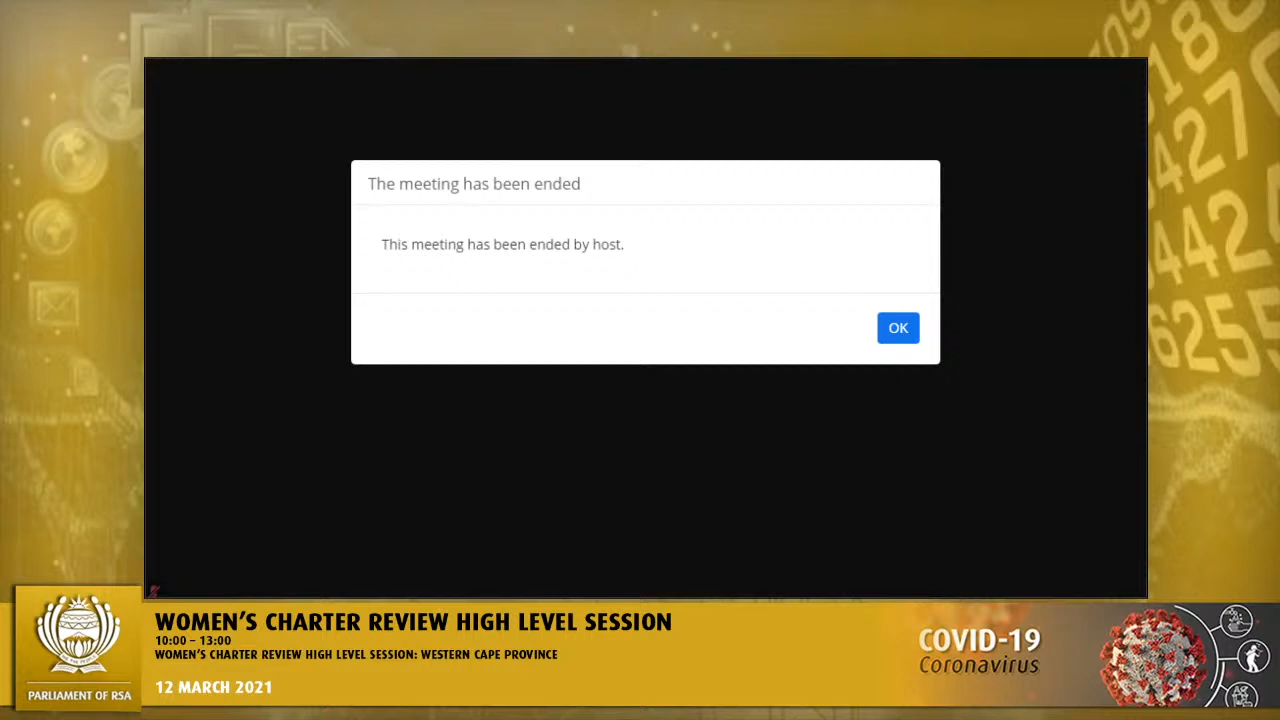 The meeting has been ended
This meeting has been ended by host.
OK
WOMEN'S CHARTER REVIEW HIGH LEVEL SESSION
10:00 – 13:00
WOMEN'S CHARTER REVIEW HIGH LEVEL SESSION: WESTERN CAPE PROVINCE
12 MARCH 2021
PARLIAMENT OF RSA
COVID-19
Coronavirus